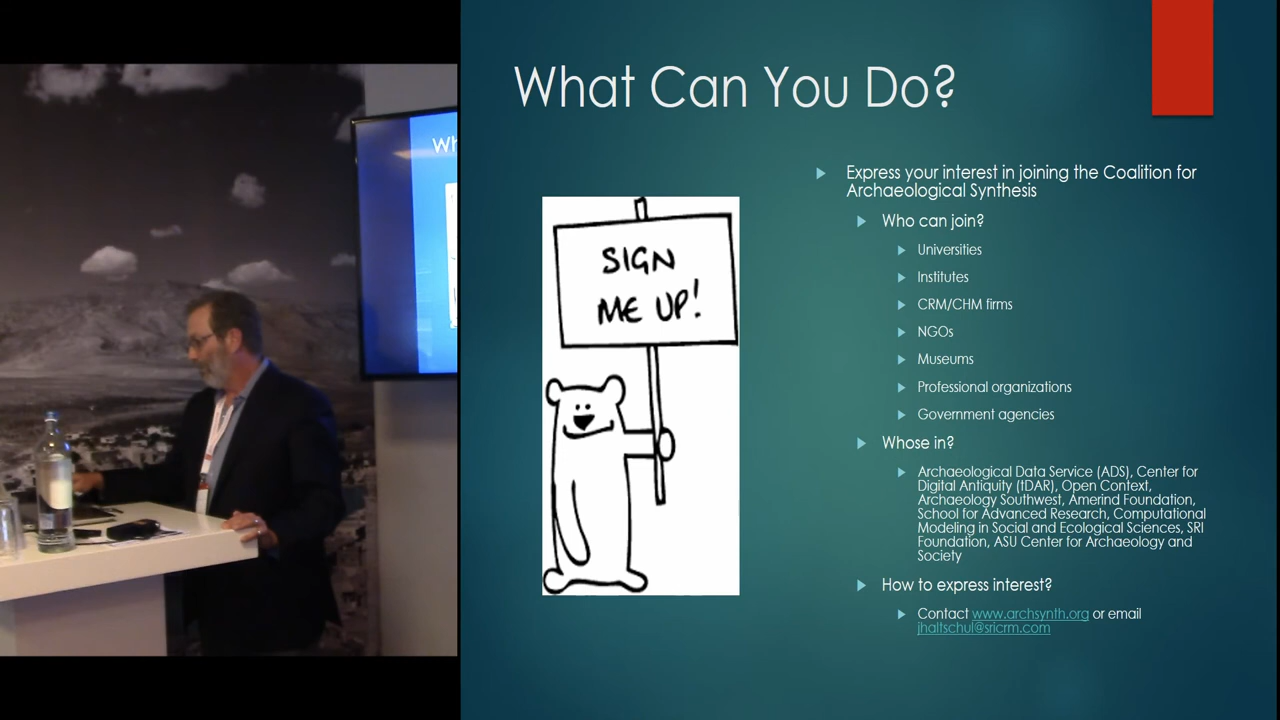 What Can You Do?
Wh
SIGN
ME UP!
Express your interest in joining the Coalition for
Archaeological Synthesis
Who can join?
Universities
Institutes
CRM/CHM firms
NGOs
Museums
Professional organizations
Government agencies
Whose in?
Archaeological Data Service (ADS), Center for
Digital Antiquity (tDAR), Open Context,
Archaeology Southwest, Amerind Foundation,
School for Advanced Research, Computational
Modeling in Social and Ecological Sciences, SRI
Foundation, ASU Center for Archaeology and
Society
How to express interest?
Contact www.archsynth.org or email
jhaltschul@sricrm.com